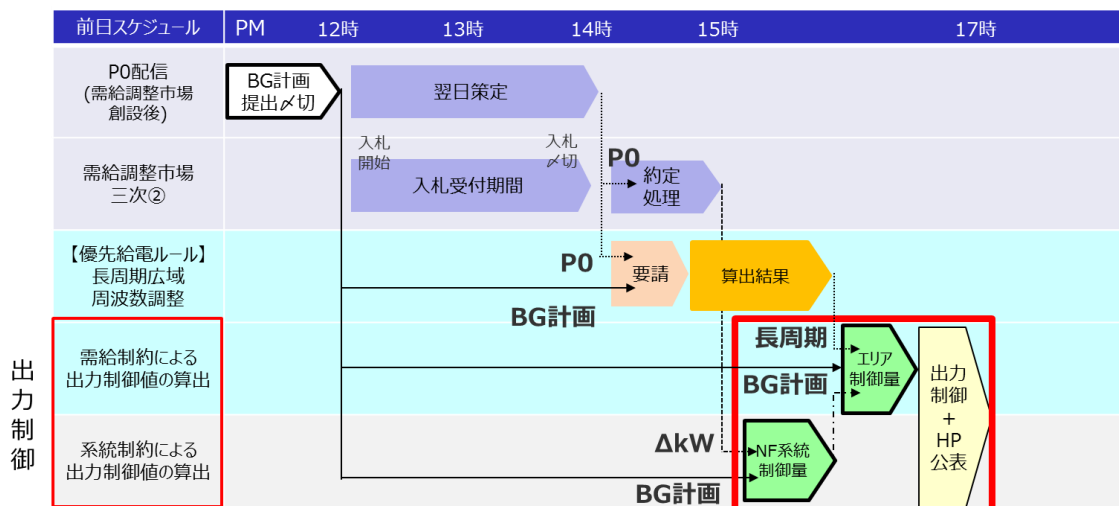 前日スケジュール PM 12時 13時 14時 15時 17時
P0配信
(需給調整市場
創設後)
BG計画
提出〆切
翌日策定
需給調整市場
三次②
入札
開始
入札受付期間
入札
〆切
P0
約定
処理
【優先給電ルール】
長周期広域
周波数調整
P0
BG計画
要請
算出結果
出力制御
需給制約による
出力制御値の算出
長周期
BG計画
エリア
制御量
出力
制御
+
HP
公表
系統制約による
出力制御値の算出
ΔkW
BG計画
NF系統
制御量